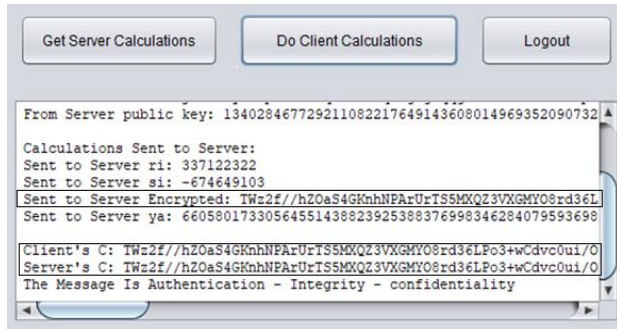 Get Server Calculations
Do Client Calculations
Logout
From Server public key: 134028467729211082217649143608014969352090732
Calculations Sent to Server:
Sent to Server ri: 337122322
Sent to Server si: -674649103
Sent to Server Encrypted: TWz2f//hZOaS4GKnhNPArUrTS5MXQZ3VXGMYO8rd36L
Sent to Server ya: 660580173305645514388239253883769983462840795936 98
Client's C: TWz2f//hZOaS4GKnhNPArUrTS5MXQZ3VXGMYO8rd36LPo3+wCdvc0ui/O
Server's C: TWz2f//hZOaS4GKnhNPArUrTS5MXQZ3VXGMYO8rd36LPo3+wCdvc0ui/O
The Message Is Authentication - Integrity - confidentiality